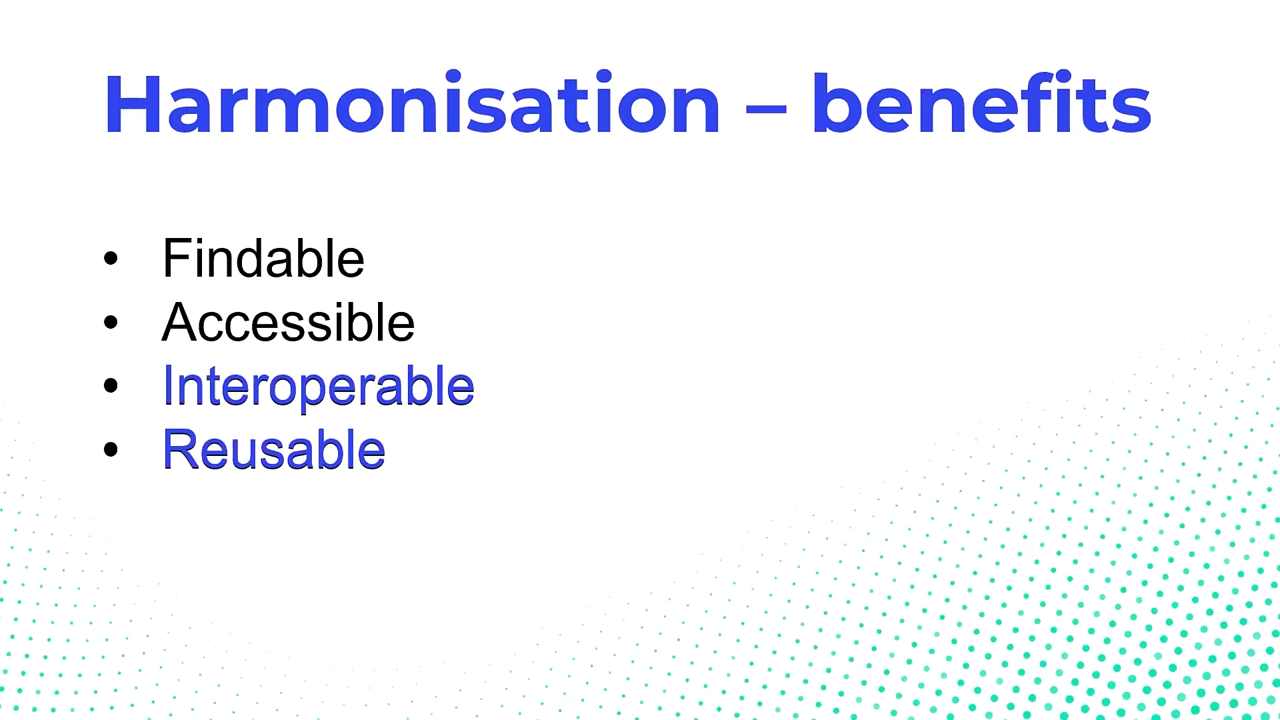 Harmonisation – benefits
• Findable
• Accessible
• Interoperable
• Reusable